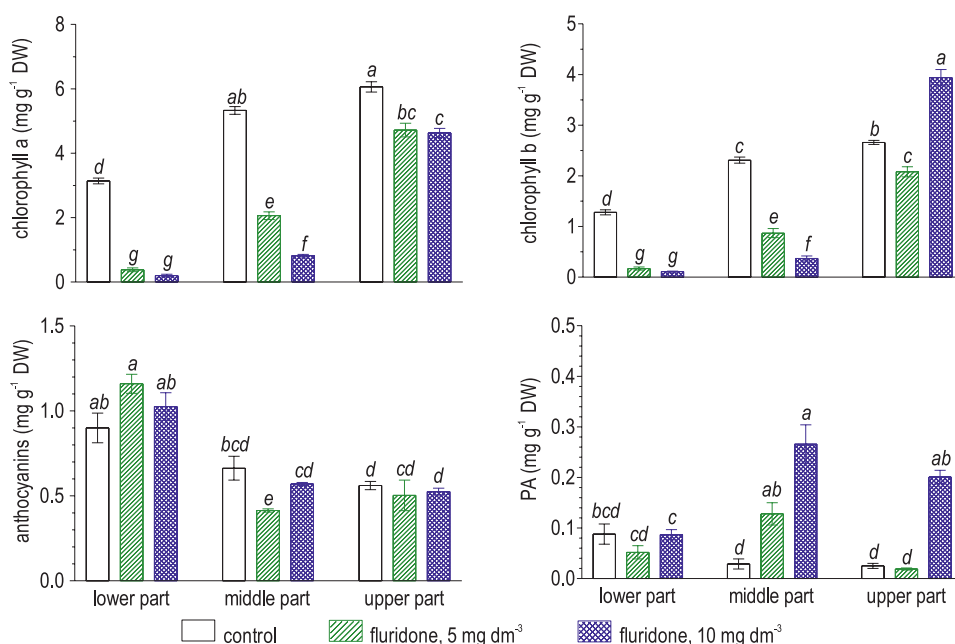 chlorophyll a (mg g⁻¹ DW)
8
6
4
2
0
d
g
g
ab
e
f
a
bc
c
chlorophyll b (mg g⁻¹ DW)
5
4
3
2
1
0
d
g
g
c
e
f
b
c
a
anthocyanins (mg g⁻¹ DW)
1.5
1.0
0.5
0.0
ab
a
ab
bcd
e
cd
d
cd
d
lower part
middle part
upper part
PA (mg g⁻¹ DW)
0.5
0.4
0.3
0.2
0.1
0.0
bcd
cd
c
d
ab
a
d
d
ab
lower part
middle part
upper part
control
fluridone, 5 mg dm⁻³
fluridone, 10 mg dm⁻³